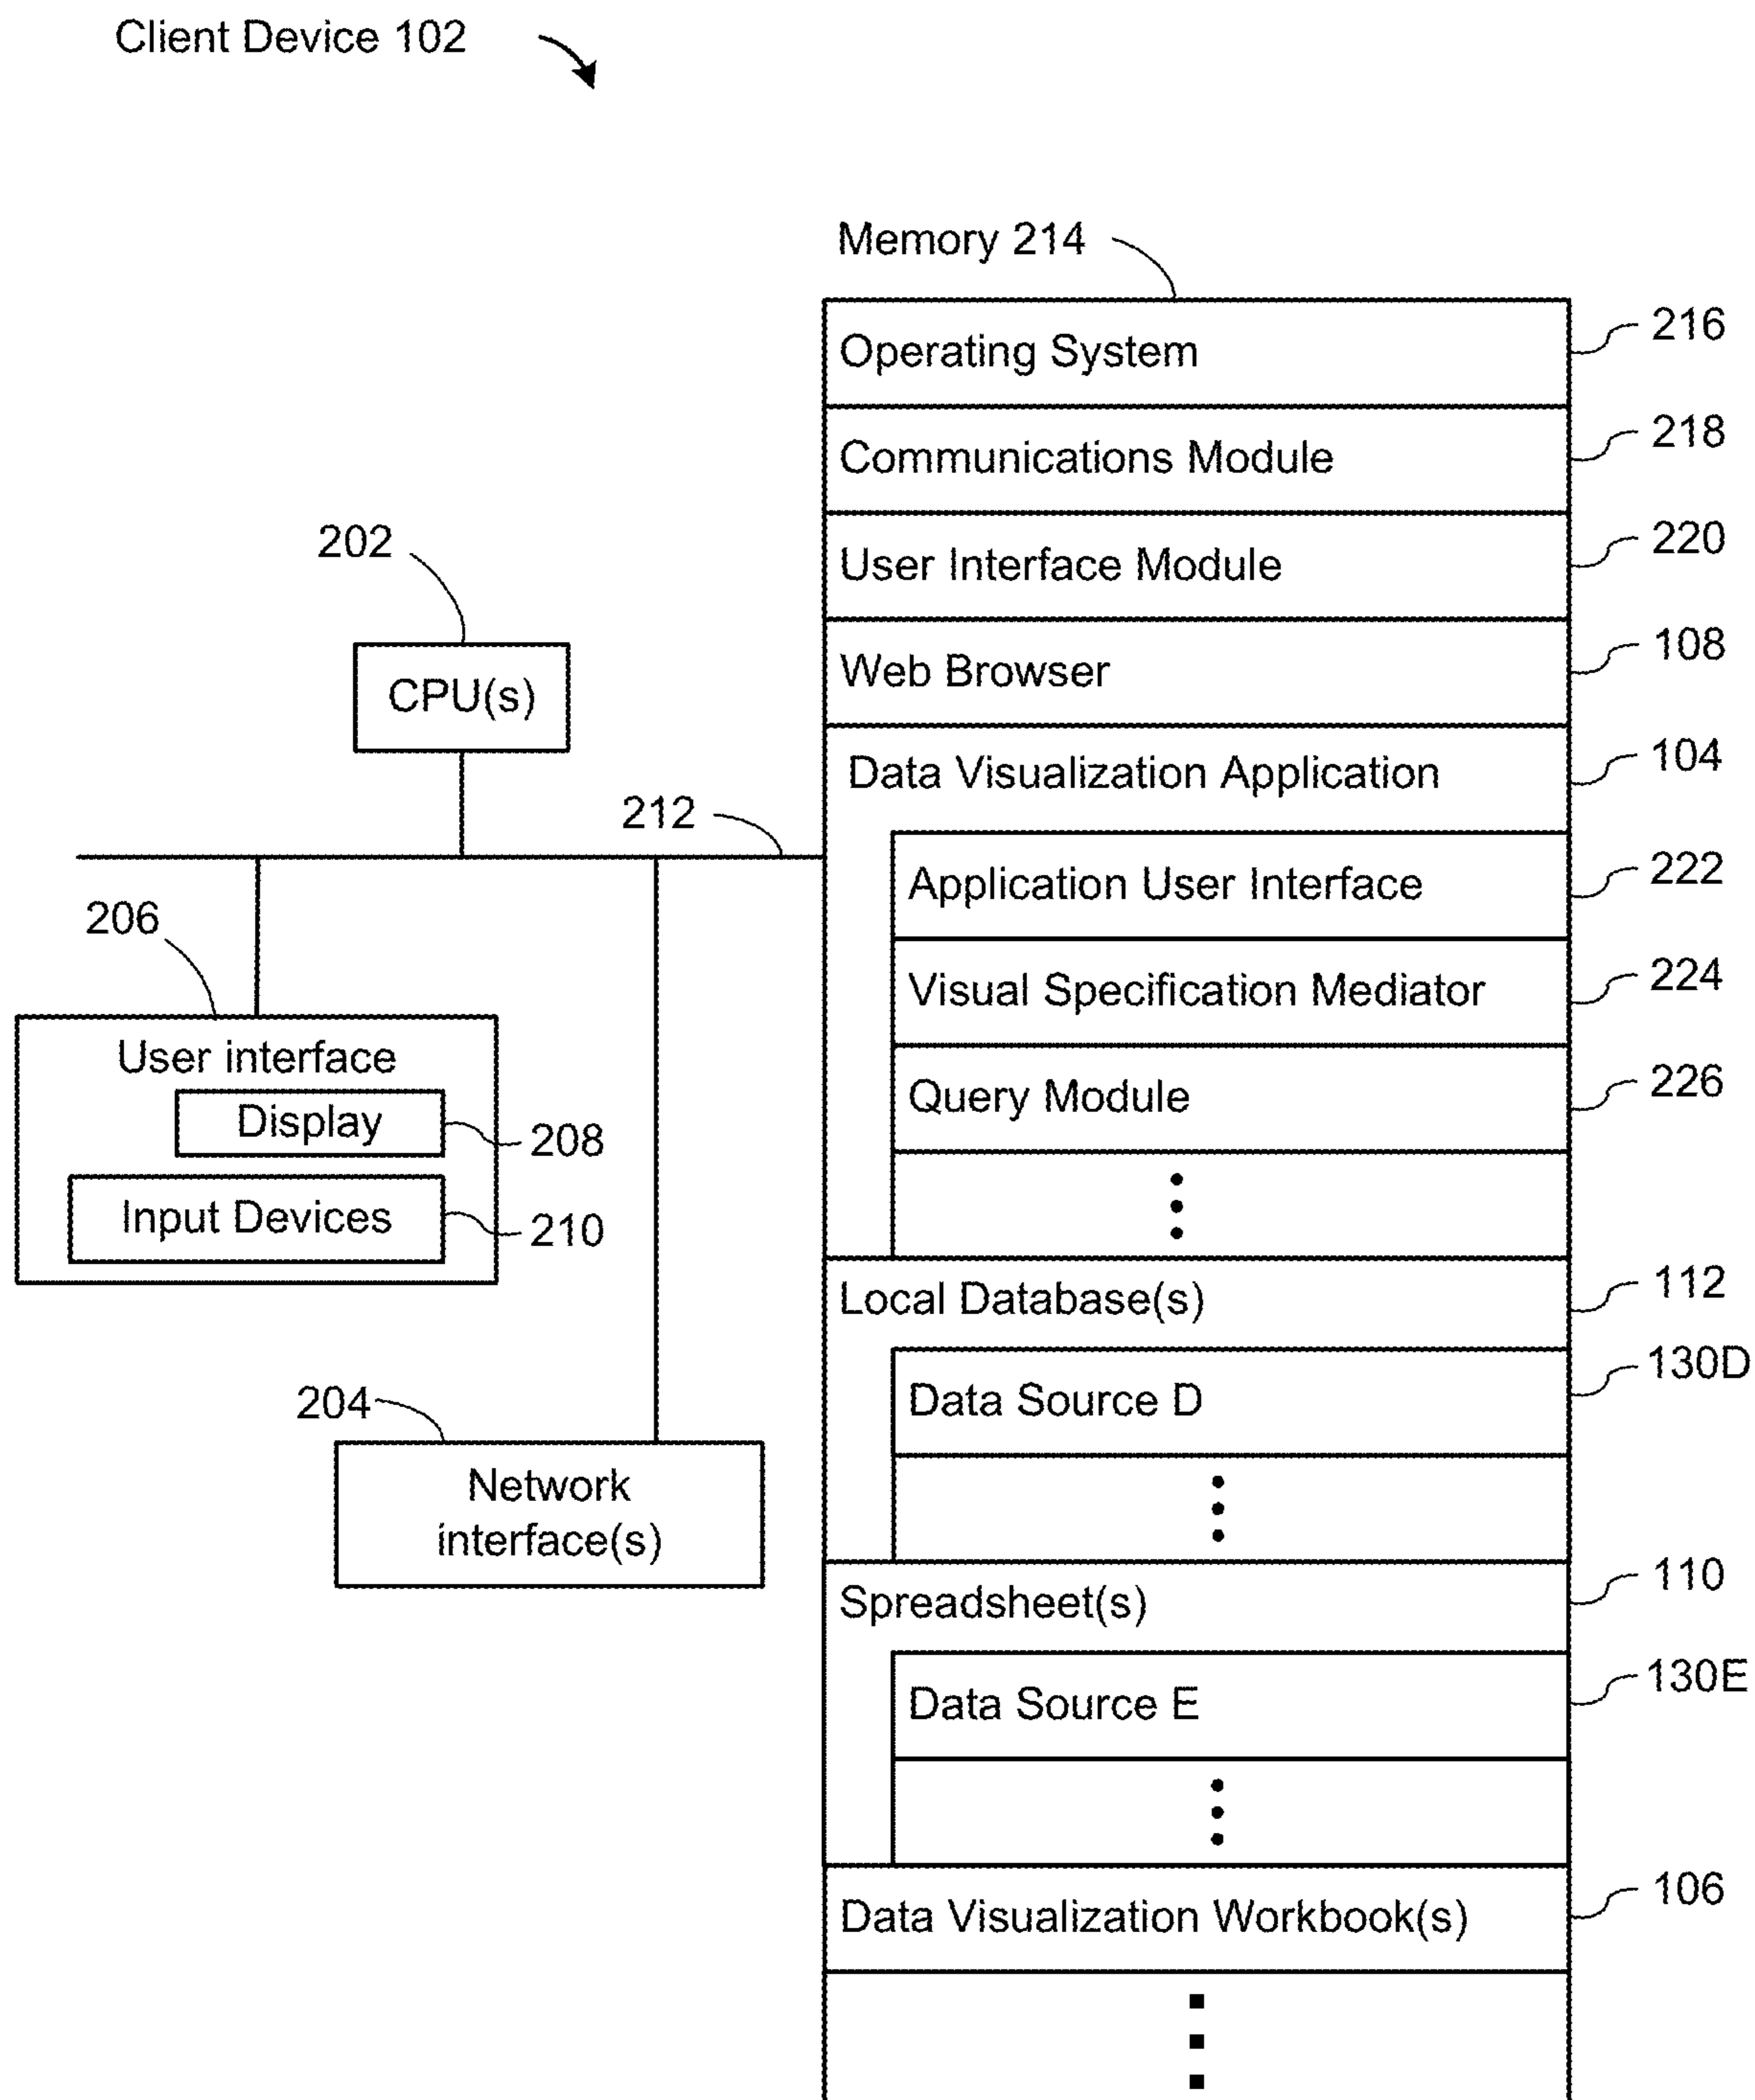 Client Device 102
Memory 214
Operating System
216
Communications Module
218
User Interface Module
220
Web Browser
108
Data Visualization Application
104
Application User Interface
222
Visual Specification Mediator
224
Query Module
226
Local Database(s)
112
Data Source D
130D
Spreadsheet(s)
110
Data Source E
130E
Data Visualization Workbook(s)
106
202
CPU(s)
212
206
User interface
Display
208
Input Devices
210
204
Network
interface(s)